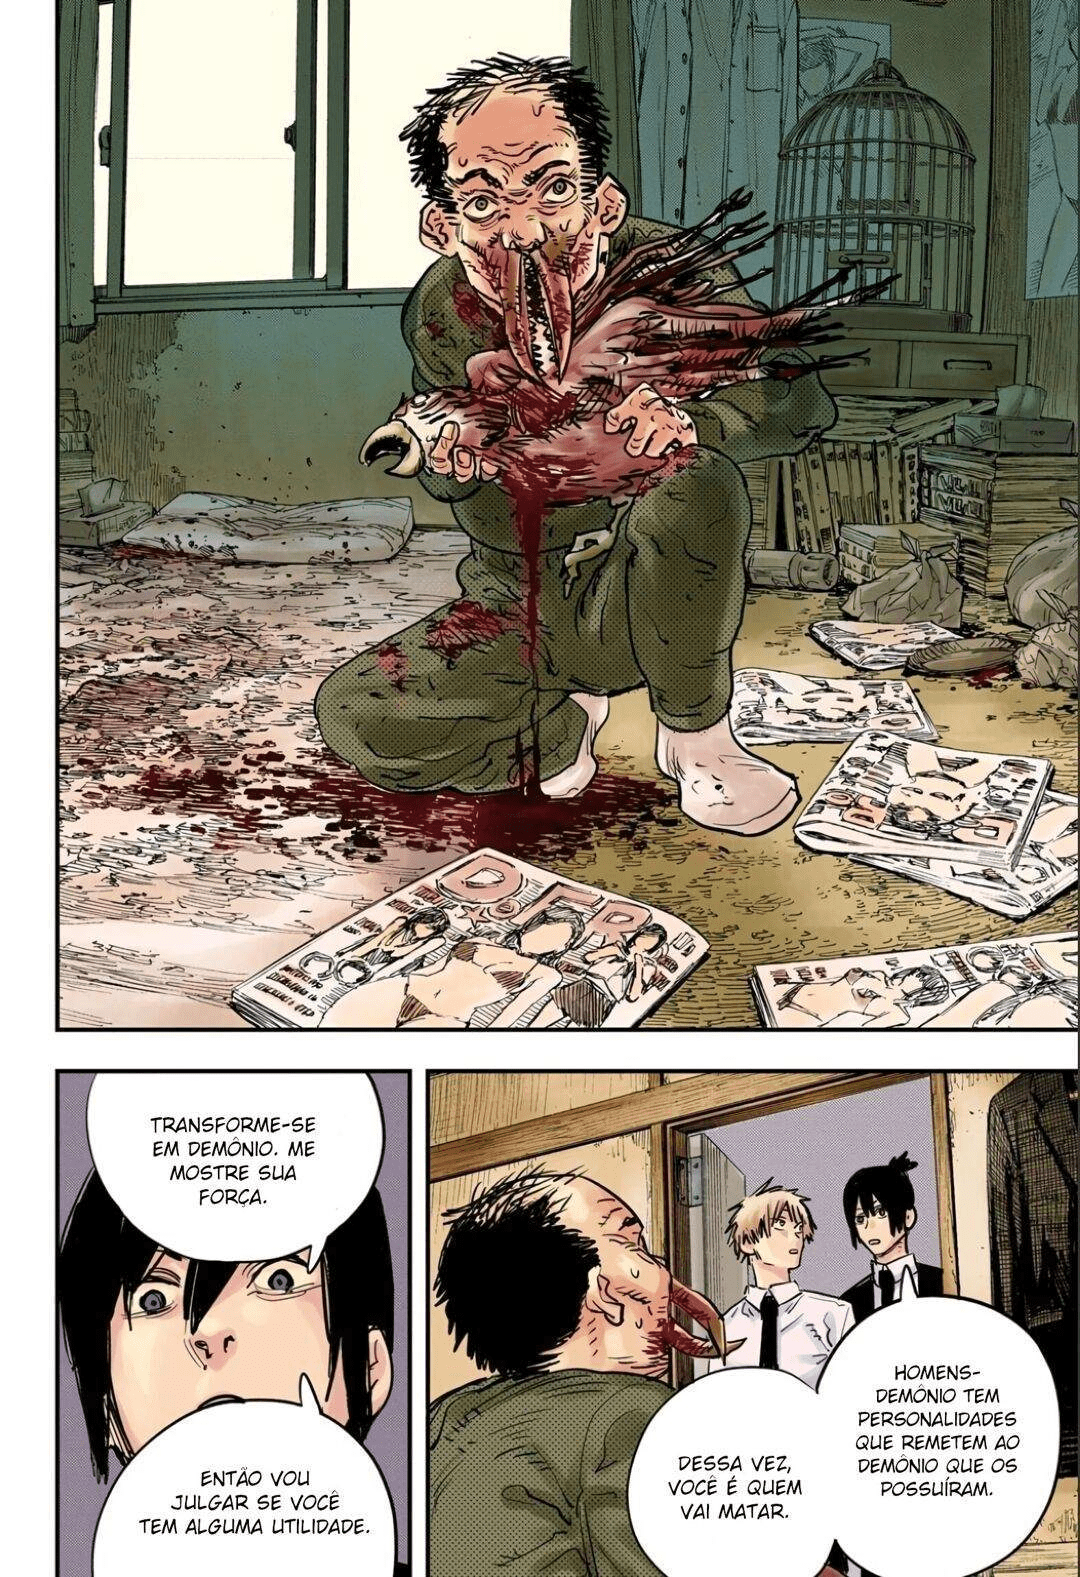 TRANSFORME-SE
EM DEMÔNIO. ME
MOSTRE SUA
FORÇA.
ENTÃO VOU
JULGAR SE VOCÊ
TEM ALGUMA UTILIDADE.
HOMENS-
DEMÔNIO TEM
PERSONALIDADES
QUE REMETEM AO
DEMÔNIO QUE OS
POSSUÍRAM.
DESSA VEZ,
VOCÊ É QUEM
VAI MATAR.